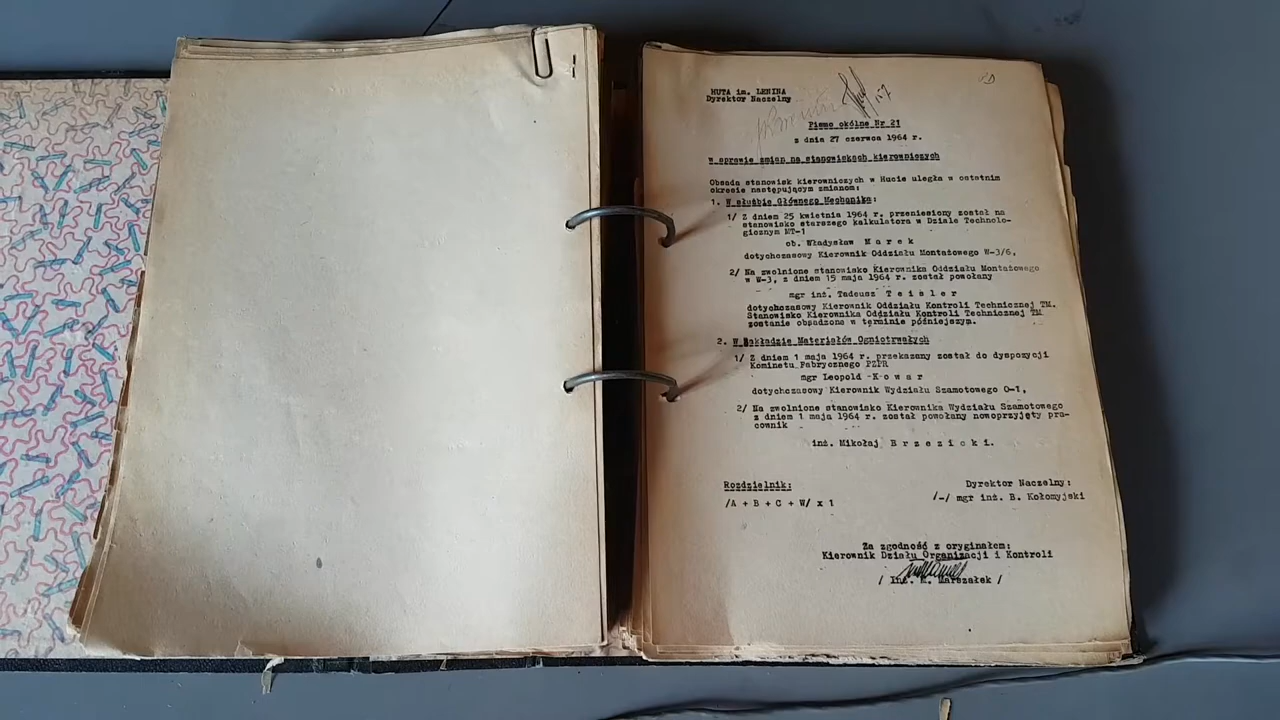 HUTA im. LENINA
Dyrektor Naczelny
Pismo okólne Nr 21
z dnia 27 czerwca 1964 r.
w sprawie zmian na stanowiskach kierowniczych
Obsada stanowisk kierowniczych w Hucie uległa w ostatnim
okresie następującym zmianom:
1. W służbie Głównego Mechanika:
1/ Z dniem 25 kwietnia 1964 r. przeniesiony został na
stanowisko starszego kalkulatora w Dziale Technolo-
gicznym MT-1
ob. Władysław M a r e k
dotychczasowy Kierownik Oddziału Montażowego W-3/6,
2/ Na zwolnione stanowisko Kierownika Oddziału Montażowego
w W-3, z dniem 15 maja 1964 r. został powołany
mgr inż. Tadeusz T e i s l e r
dotychczasowy Kierownik Oddziału Kontroli Technicznej TM.
Stanowisko Kierownika Oddziału Kontroli Technicznej TM
zostanie obsadzone w terminie późniejszym.
2. W Zakładzie Materiałów Ogniotrwałych
1/ Z dniem 1 maja 1964 r. przekazany został do dyspozycji
Komitetu Fabrycznego PZPR
mgr Leopold K o w a r
dotychczasowy Kierownik Wydziału Szamotowego O-1,
2/ Na zwolnione stanowisko Kierownika Wydziału Szamotowego
z dniem 1 maja 1964 r. został powołany nowoprzyjęty pra-
cownik
inż. Mikołaj B r z e z i c k i.
Rozdzielnik:
/A + B + C + W/ x 1
Dyrektor Naczelny:
/-/ mgr inż. B. Kołomyjski
Za zgodność z oryginałem:
Kierownik Działu Organizacji i Kontroli
/ Inż. K. Marszałek /